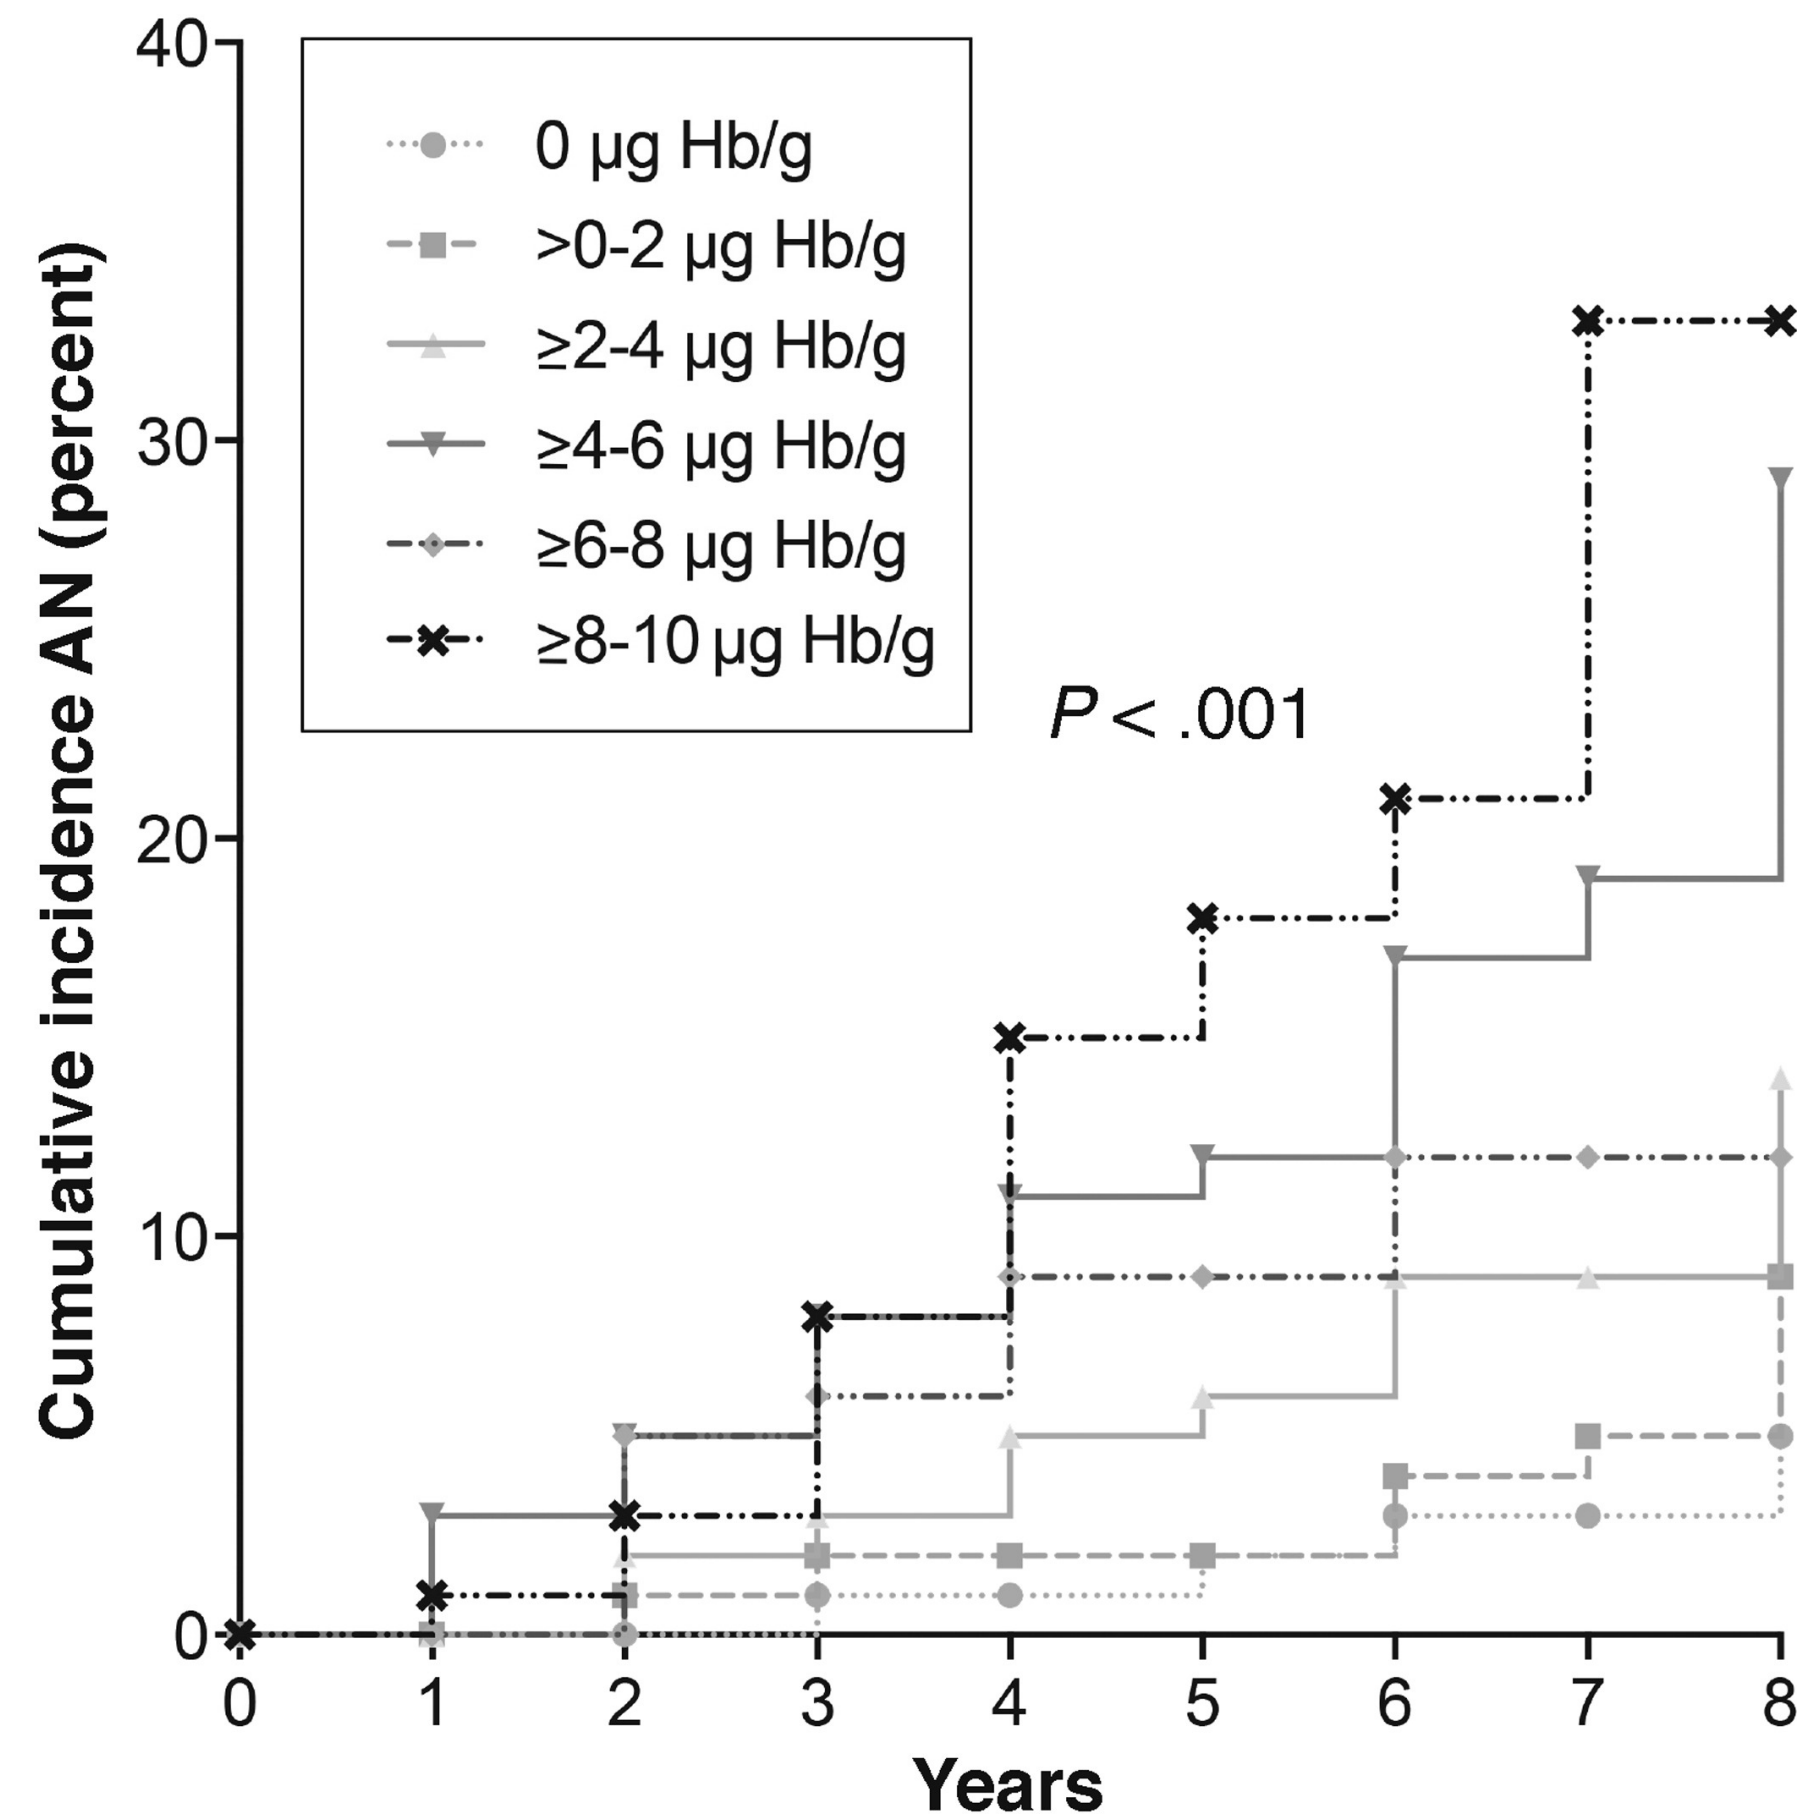 Cumulative incidence AN (percent)
40
30
20
10
0
0 µg Hb/g
>0-2 µg Hb/g
≥2-4 µg Hb/g
≥4-6 µg Hb/g
≥6-8 µg Hb/g
≥8-10 µg Hb/g
P < .001
0 1 2 3 4 5 6 7 8
Years